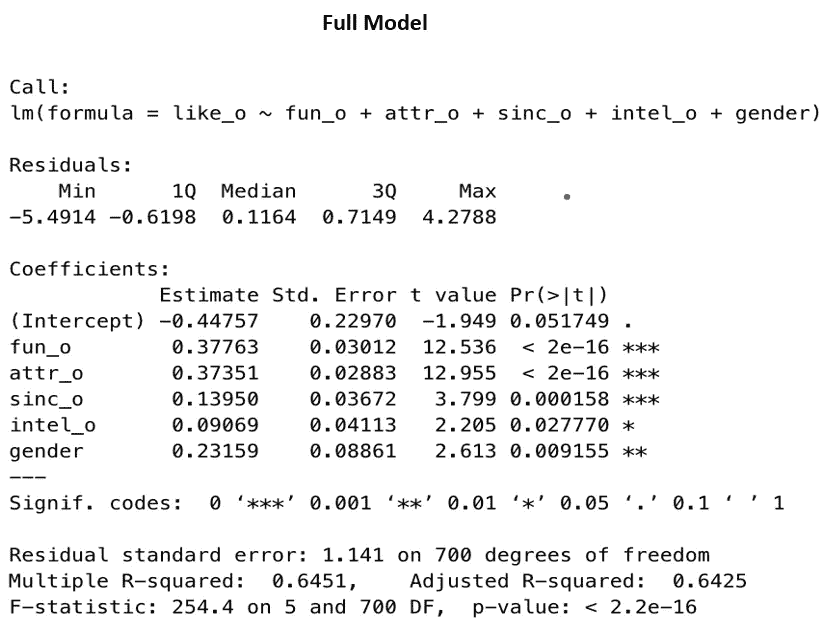 Full Model
Call:
lm(formula = like_o ~ fun_o + attr_o + sinc_o + intel_o + gender)
Residuals:
    Min      1Q  Median      3Q     Max
-5.4914 -0.6198  0.1164  0.7149  4.2788
Coefficients:
            Estimate Std. Error t value Pr(>|t|)
(Intercept) -0.44757    0.22970  -1.949 0.051749 .
fun_o        0.37763    0.03012  12.536  < 2e-16 ***
attr_o       0.37351    0.02883  12.955  < 2e-16 ***
sinc_o       0.13950    0.03672   3.799 0.000158 ***
intel_o      0.09069    0.04113   2.205 0.027770 *
gender       0.23159    0.08861   2.613 0.009155 **
---
Signif. codes:  0 ‘***’ 0.001 ‘**’ 0.01 ‘*’ 0.05 ‘.’ 0.1 ‘ ’ 1
Residual standard error: 1.141 on 700 degrees of freedom
Multiple R-squared:  0.6451,    Adjusted R-squared:  0.6425
F-statistic: 254.4 on 5 and 700 DF,  p-value: < 2.2e-16